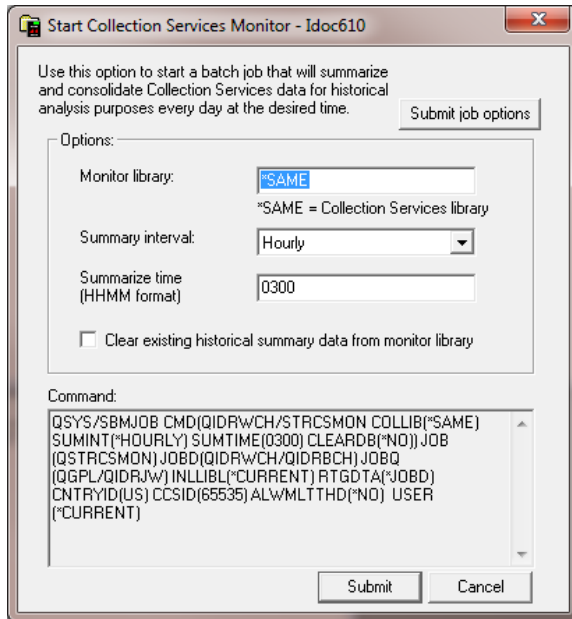 Start Collection Services Monitor - Idoc610
Use this option to start a batch job that will summarize
and consolidate Collection Services data for historical
analysis purposes every day at the desired time.
Submit job options
Options:
Monitor library:
*SAME
*SAME = Collection Services library
Summary interval:
Hourly
Summarize time
(HHMM format)
0300
Clear existing historical summary data from monitor library
Command:
QSYS/SBMJOB CMD(QIDRWCH/STRCSMON COLLIB(*SAME)
SUMINT(*HOURLY) SUMTIME(0300) CLEARDB(*NO)) JOB
(QSTRCSMON) JOBD(QIDRWCH/QIDRBCH) JOBQ
(QGPL/QIDRJW) INLLIBL(*CURRENT) RTGDTA(*JOBD)
CNTRYID(US) CCSID(65535) ALWMLTTHD(*NO)  USER
(*CURRENT)
Submit
Cancel